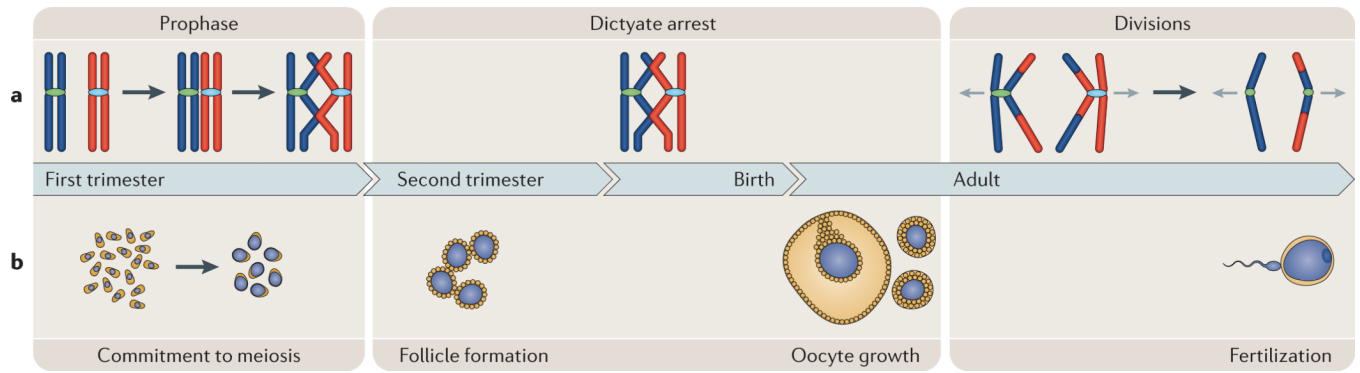 Prophase
Dictyate arrest
Divisions
a
First trimester
Second trimester
Birth
Adult
b
Commitment to meiosis
Follicle formation
Oocyte growth
Fertilization